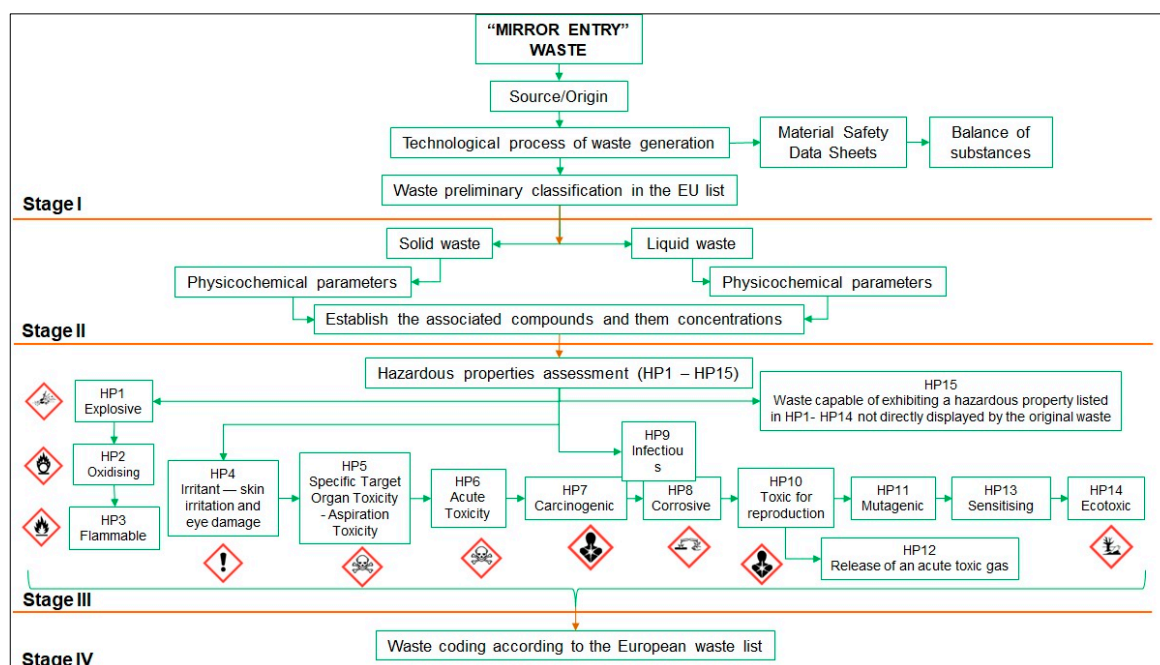 “MIRROR ENTRY”
WASTE
Source/Origin
Technological process of waste generation
Material Safety
Data Sheets
Balance of
substances
Waste preliminary classification in the EU list
Stage I
Solid waste
Liquid waste
Physicochemical parameters
Physicochemical parameters
Establish the associated compounds and them concentrations
Stage II
Hazardous properties assessment (HP1 – HP15)
HP1
Explosive
HP15
Waste capable of exhibiting a hazardous property listed
in HP1- HP14 not directly displayed by the original waste
HP2
Oxidising
HP3
Flammable
HP9
Infectiou
s
HP4
Irritant — skin
irritation and
eye damage
HP5
Specific Target
Organ Toxicity
- Aspiration
Toxicity
HP6
Acute
Toxicity
HP7
Carcinogenic
HP8
Corrosive
HP10
Toxic for
reproduction
HP11
Mutagenic
HP13
Sensitising
HP14
Ecotoxic
HP12
Release of an acute toxic gas
Stage III
Waste coding according to the European waste list
Stage IV